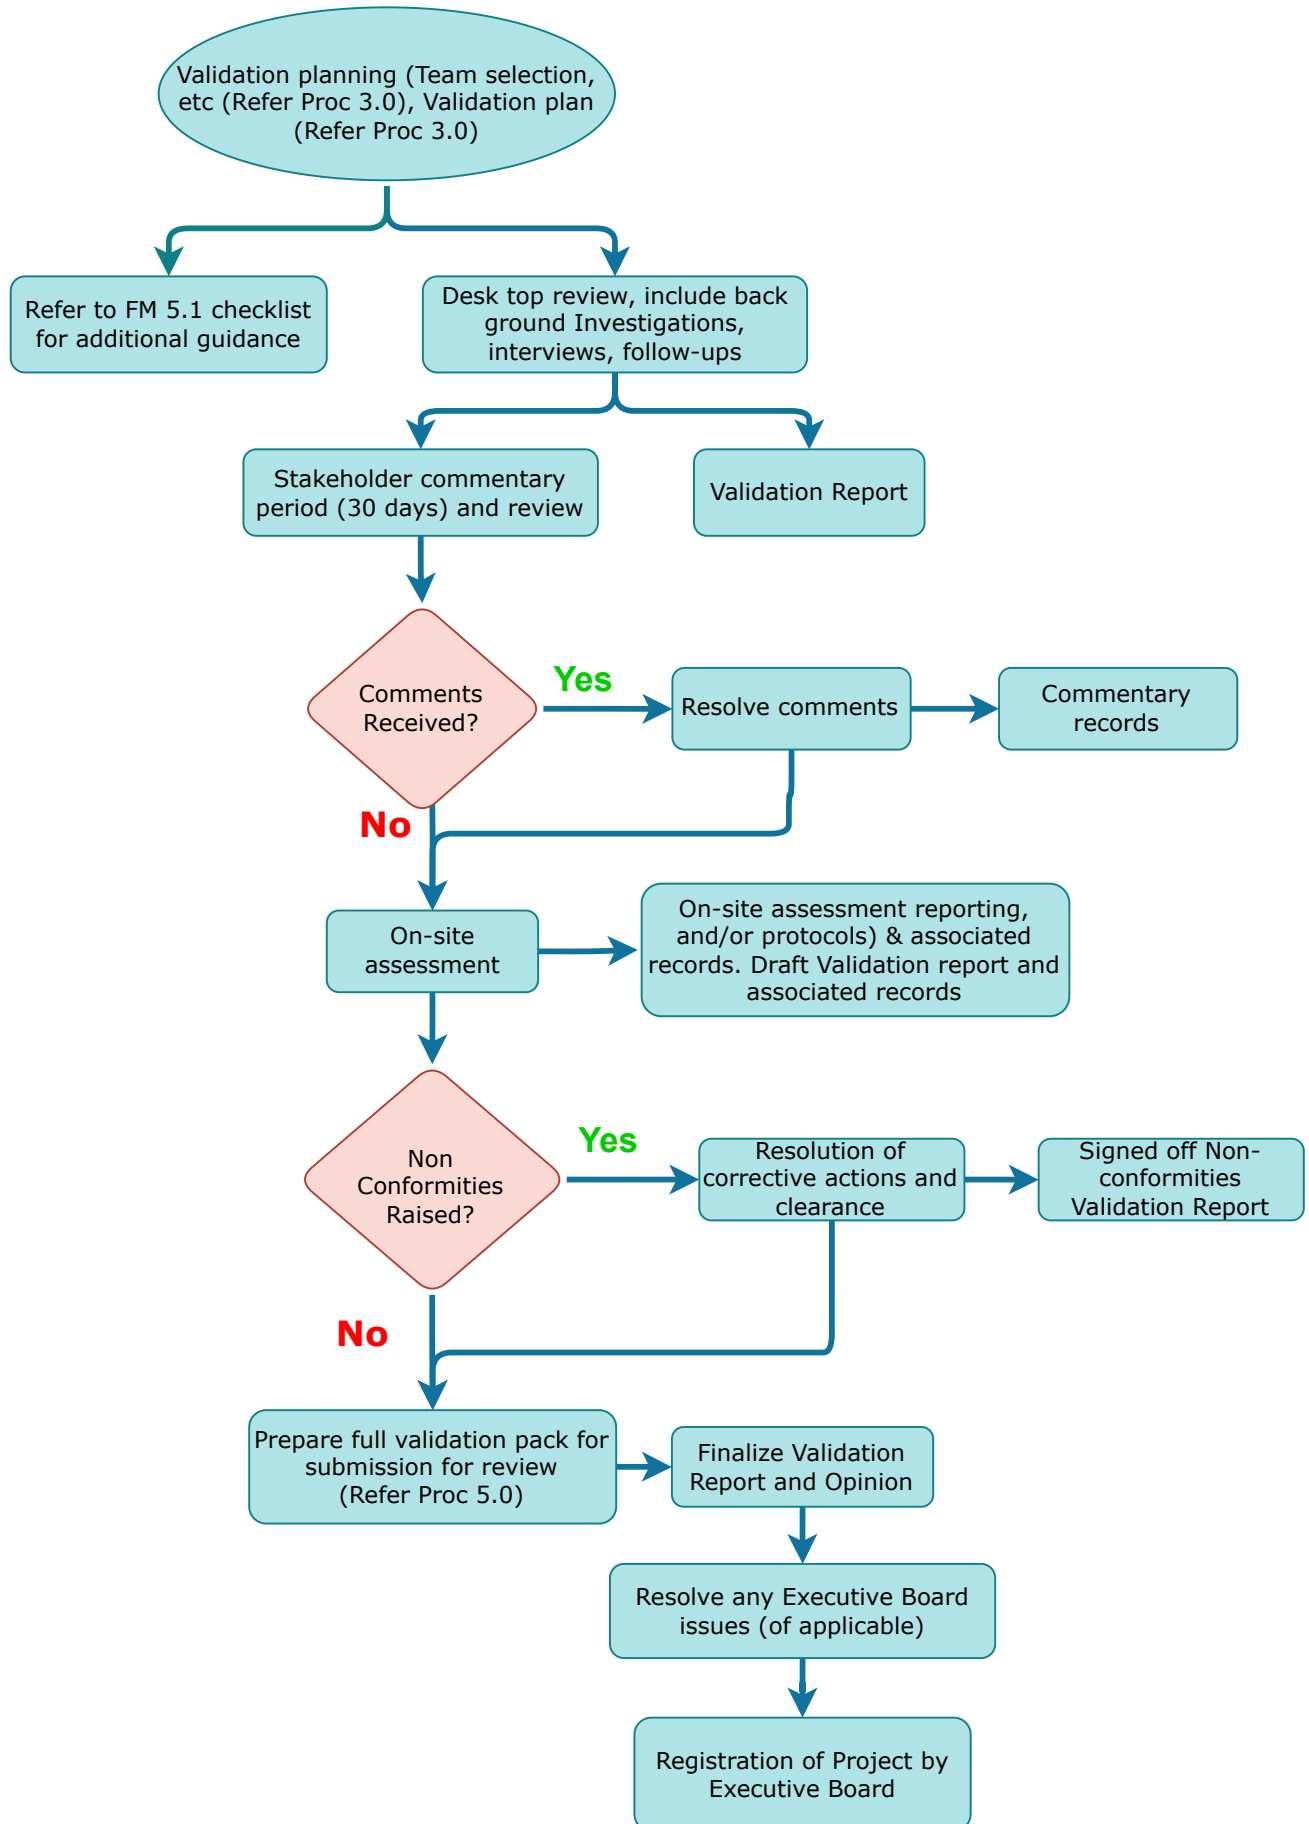 Validation planning (Team selection,
etc (Refer Proc 3.0), Validation plan
(Refer Proc 3.0)
Refer to FM 5.1 checklist
for additional guidance
Desk top review, include back
ground Investigations,
interviews, follow-ups
Stakeholder commentary
period (30 days) and review
Validation Report
Comments
Received?
Yes
Resolve comments
Commentary
records
No
On-site
assessment
On-site assessment reporting,
and/or protocols) & associated
records. Draft Validation report and
associated records
Non
Conformities
Raised?
Yes
Resolution of
corrective actions and
clearance
Signed off Non-
conformities
Validation Report
No
Prepare full validation pack for
submission for review
(Refer Proc 5.0)
Finalize Validation
Report and Opinion
Resolve any Executive Board
issues (of applicable)
Registration of Project by
Executive Board